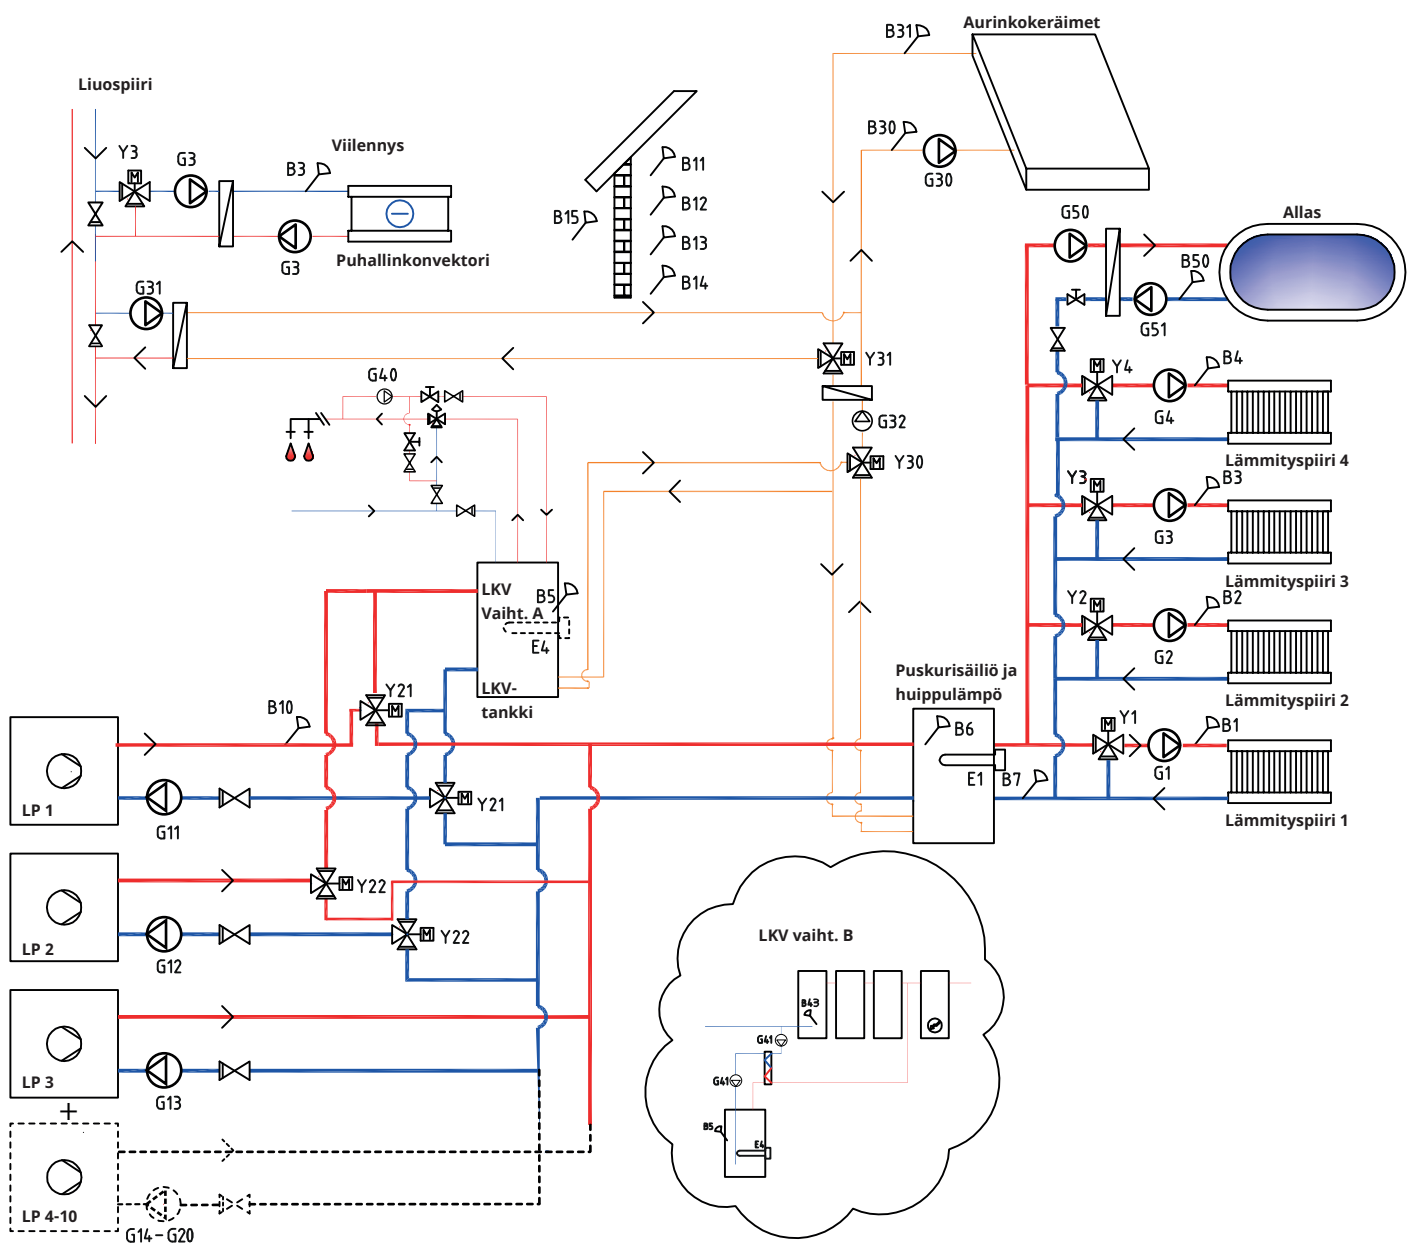 Aurinkokeräimet
B31
Liuospiiri
B30
G30
Y3
G3
Viilennys
B3
B11
B12
B15
B13
B14
G3
Puhallinkonvektori
G50
Allas
B50
G51
G31
Y31
Y4
B4
G4
G40
G32
Y30
Lämmityspiiri 4
Y3
B3
G3
Lämmityspiiri 3
LKV
B5
Vaiht. A
E4
LKV-
tankki
Y2
B2
G2
Lämmityspiiri 2
Puskurisäiliö ja
huippulämpö
B6
E1
B7
Y1
B1
G1
Lämmityspiiri 1
B10
Y21
Y21
LP 1
G11
Y22
LP 2
G12
Y22
LP 3
G13
+
LP 4-10
G14-G20
LKV vaiht. B
B43
G41
G41
B5
E4
M
M
M
M
M
M
M
M
M
M
M